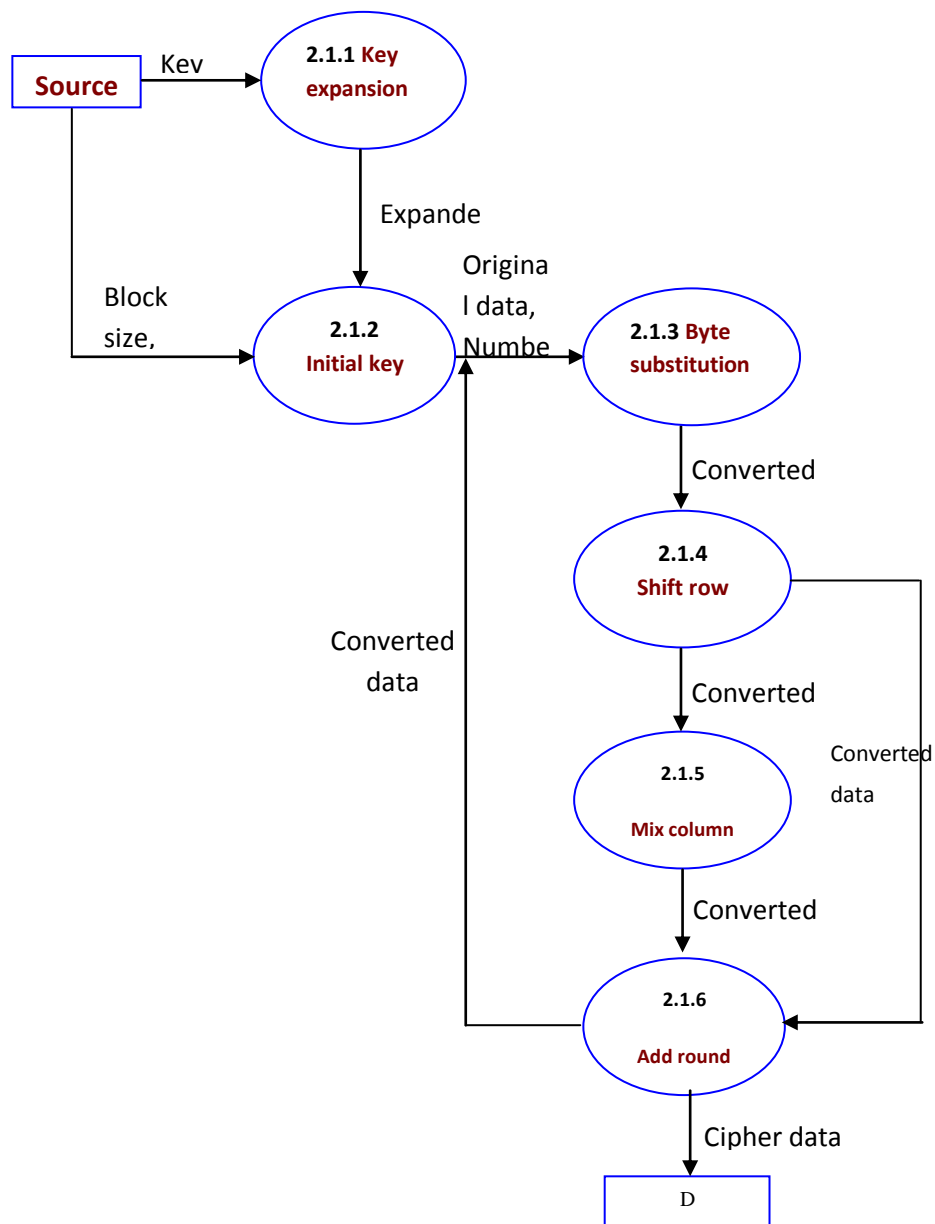 2.1.1 Key
expansion
Source
Key
Expande
Block
size,
2.1.2
Initial key
Origina
l data,
Numbe
2.1.3 Byte
substitution
Converted
2.1.4
Shift row
Converted
data
Converted
2.1.5
Mix column
Converted
data
Converted
2.1.6
Add round
Cipher data
D